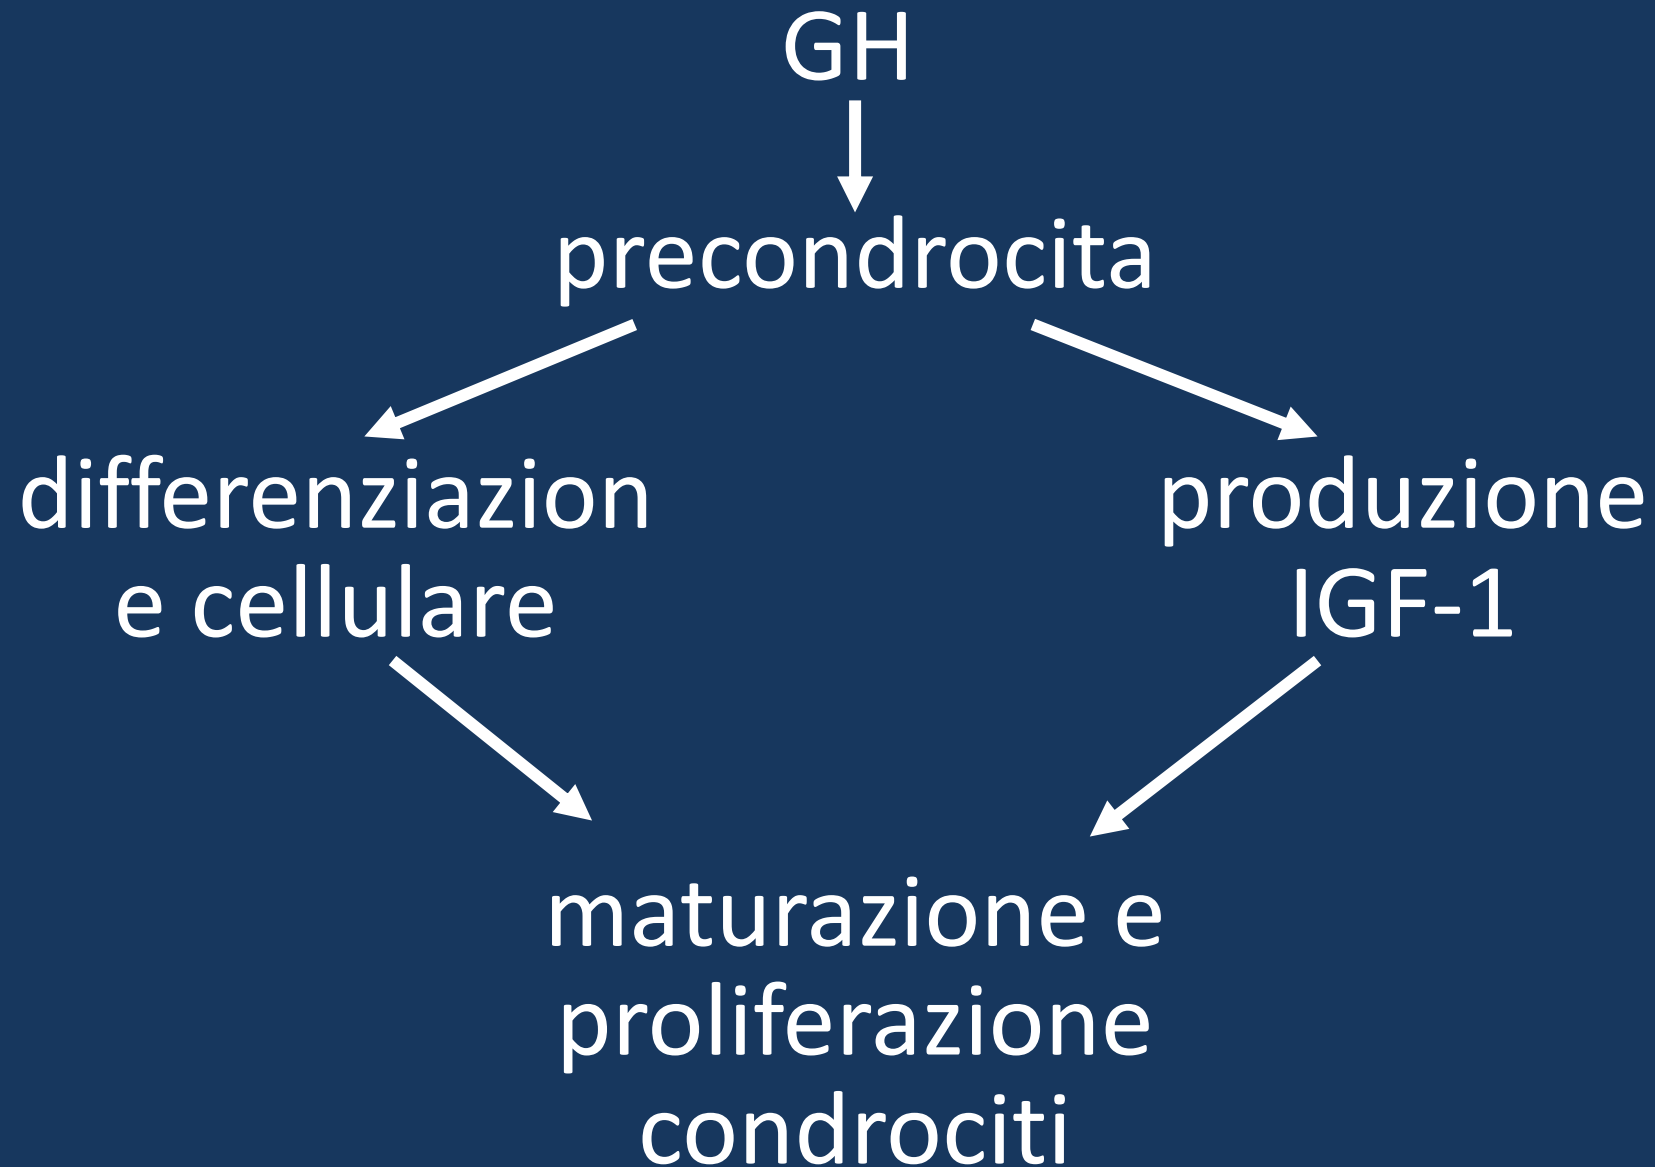 GH
precondrocita
differenziazion
e cellulare
produzione
IGF-1
maturazione e
proliferazione
condrociti